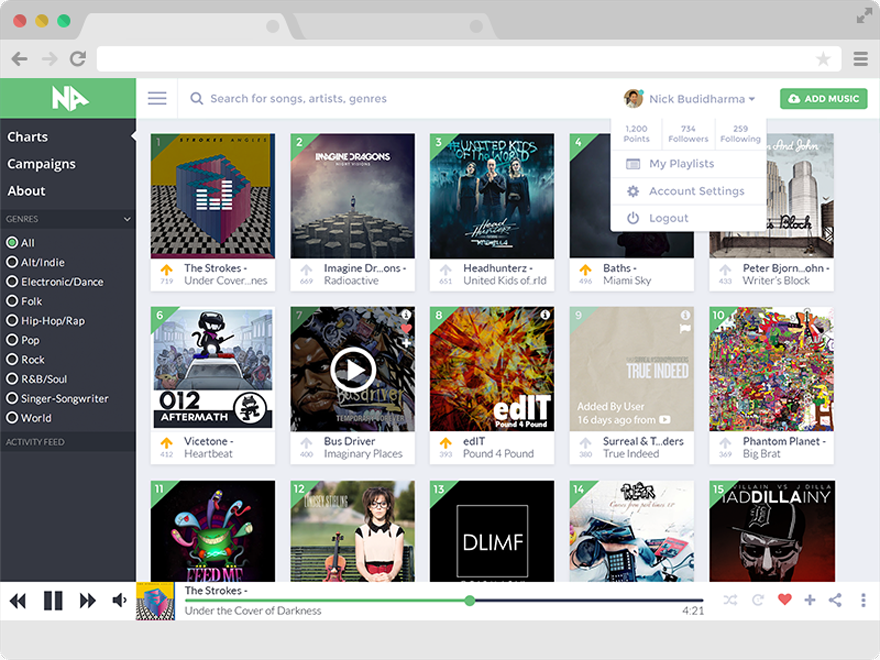 NA
Search for songs, artists, genres
Nick Budidharma
ADD MUSIC
1,200
Points
734
Followers
259
Following
My Playlists
Account Settings
Logout
Charts
Campaigns
About
GENRES
All
Alt/Indie
Electronic/Dance
Folk
Hip-Hop/Rap
Pop
Rock
R&B/Soul
Singer-Songwriter
World
ACTIVITY FEED
1
STROKES ANGLES
719
The Strokes -
Under Cover...nes
2
IMAGINE DRAGONS
NIGHT VISIONS
669
Imagine Dr...ons -
Radioactive
3
#UNITED KIDS
OF THE WORLD
Head
Hunterz
KREWELLA
651
Headhunterz -
United Kids of..rld
4
496
Baths -
Miami Sky
And John
Block
433
Peter Bjorn...ohn -
Writer's Block
6
012
AFTERMATH
412
Vicetone -
Heartbeat
7
Busdriver
TEMPORARY FOREVER
400
Bus Driver
Imaginary Places
8
edIT
Pound 4 Pound
393
edIT
Pound 4 Pound
9
TRUE INDEED
Added By User
16 days ago from
380
Surreal & T...ders
True Indeed
10
369
Phantom Planet -
Big Brat
11
FEED ME
12
LINDSEY STIRLING
13
DLIMF
14
15
VILLAIN VS J DILLA
MADDILLAINY
The Strokes -
Under the Cover of Darkness
4:21